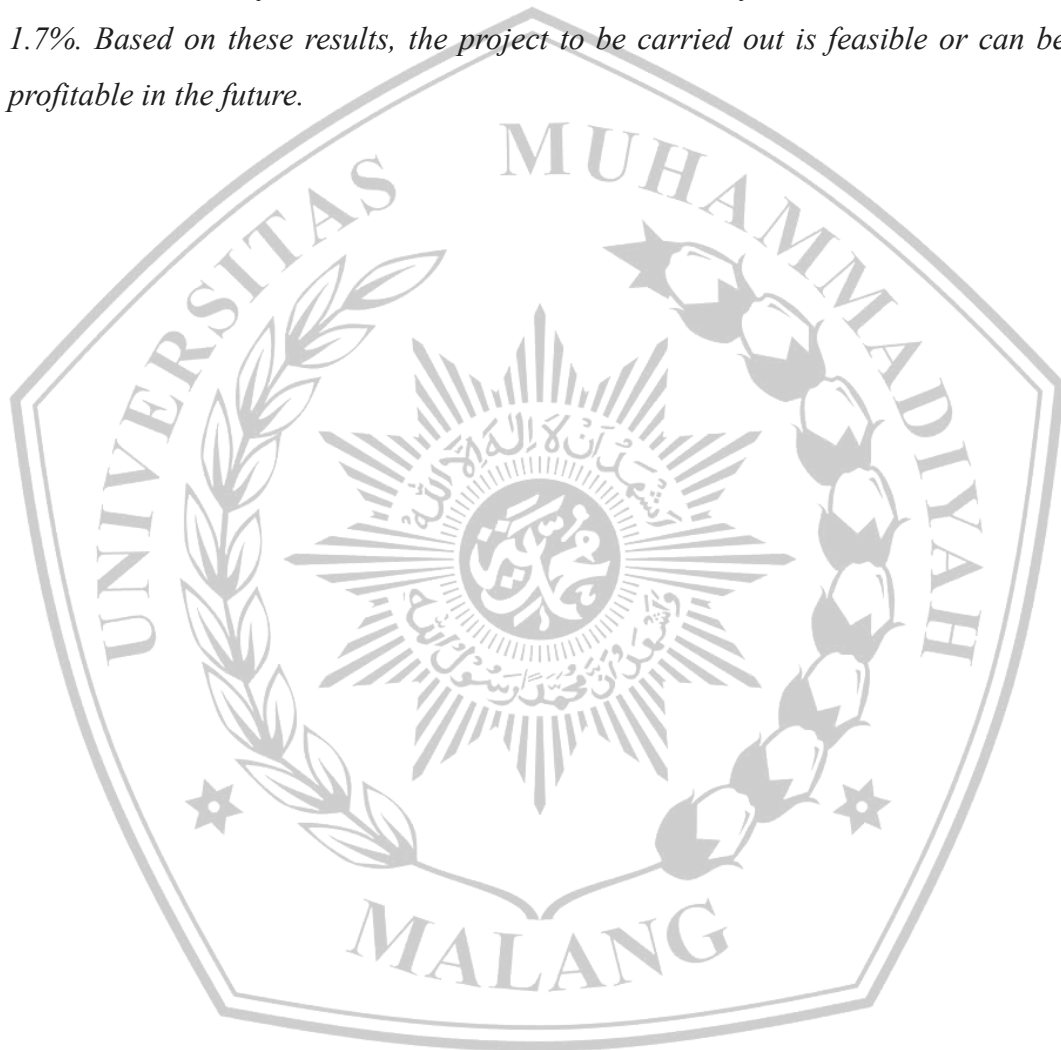 1.7%. Based on these results, the project to be carried out is feasible or can be
profitable in the future.
UNIVERSITAS MUHAMMADIYAH
MALANG